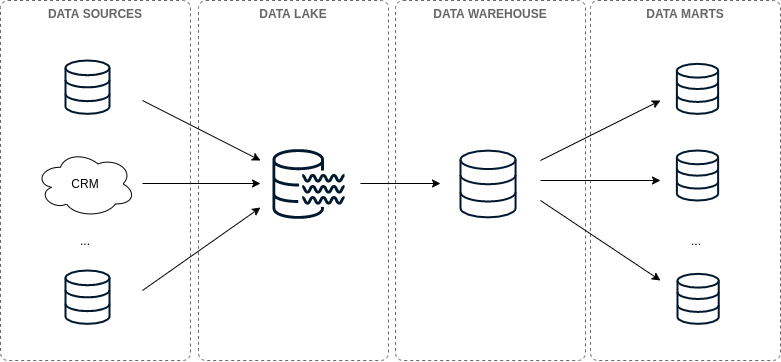 DATA SOURCES
DATA LAKE
DATA WAREHOUSE
DATA MARTS
CRM
...
...